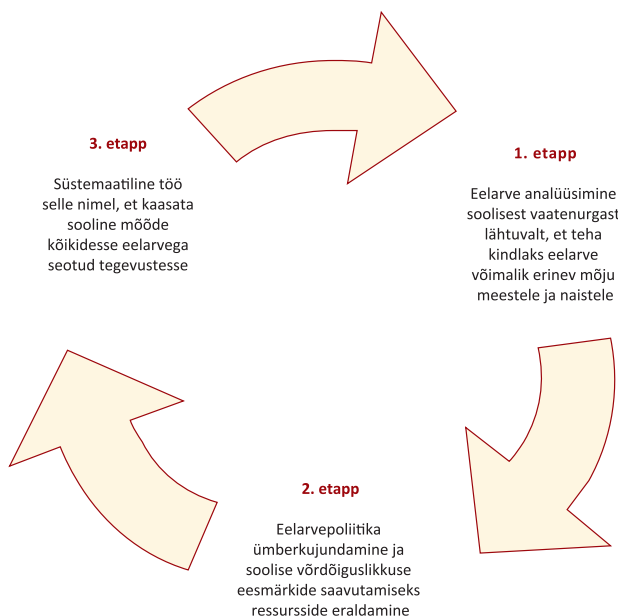 3. etapp
Süstemaatiline töö
selle nimel, et kaasata
sooline mõõde
kõikidesse eelarvega
seotud tegevustesse
1. etapp
Eelarve analüüsimine
soolisest vaatenurgast
lähtuvalt, et teha
kindlaks eelarve
võimalik erinev mõju
meestele ja naistele
2. etapp
Eelarvepoliitika
ümberkujundamine ja
soolise võrdõiguslikkuse
eesmärkide saavutamiseks
ressursside eraldamine